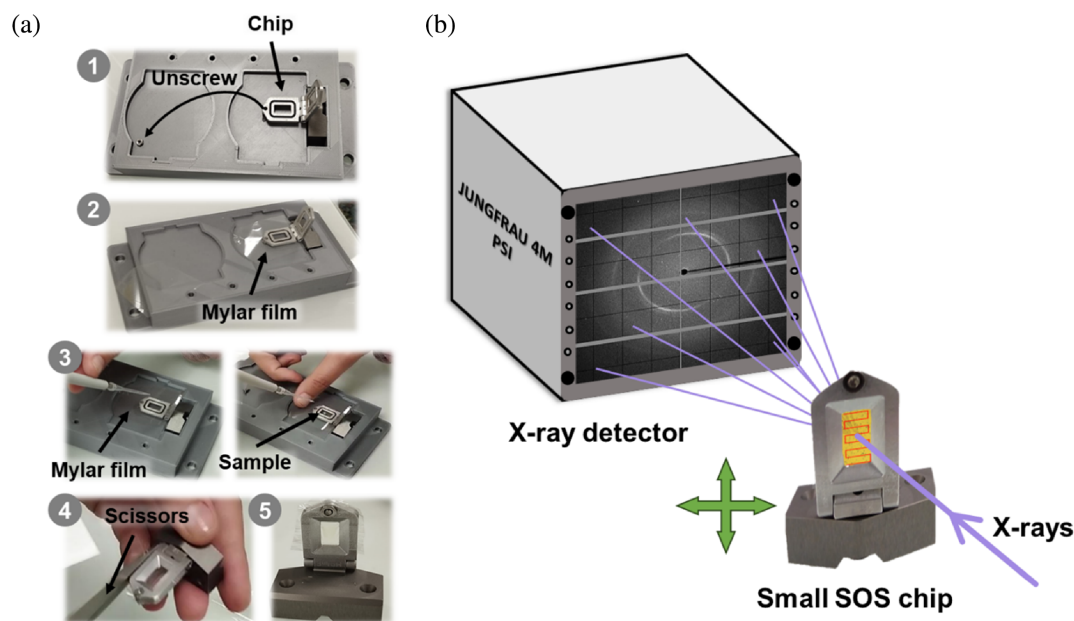 (a)
Chip
1
Unscrew
2
Mylar film
3
Mylar film
Sample
4
Scissors
5
(b)
JUNGFRAU 4M
PSI
X-ray detector
X-rays
Small SOS chip